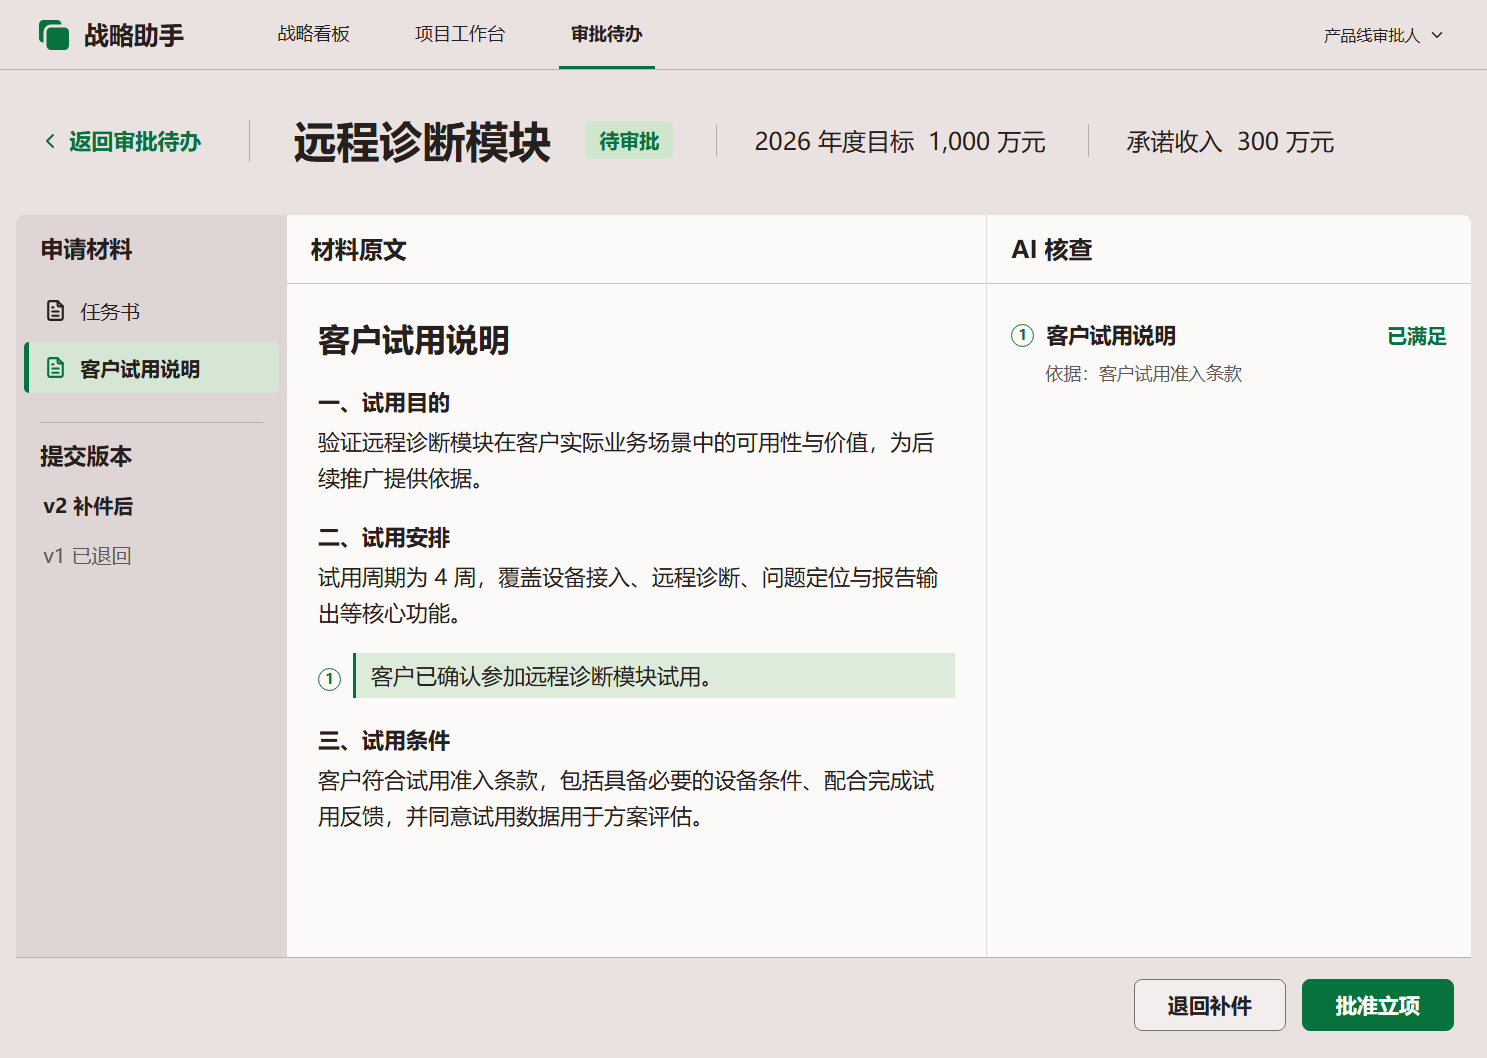 战略助手
战略看板
项目工作台
审批待办
产品线审批人
返回审批待办
远程诊断模块
待审批
2026 年度目标 1,000 万元
承诺收入 300 万元
申请材料
任务书
客户试用说明
提交版本
v2 补件后
v1 已退回
材料原文
客户试用说明
一、试用目的
验证远程诊断模块在客户实际业务场景中的可用性与价值，为后
续推广提供依据。
二、试用安排
试用周期为 4 周，覆盖设备接入、远程诊断、问题定位与报告输
出等核心功能。
① 客户已确认参加远程诊断模块试用。
三、试用条件
客户符合试用准入条款，包括具备必要的设备条件、配合完成试
用反馈，并同意试用数据用于方案评估。
AI 核查
① 客户试用说明 已满足
依据：客户试用准入条款
退回补件
批准立项